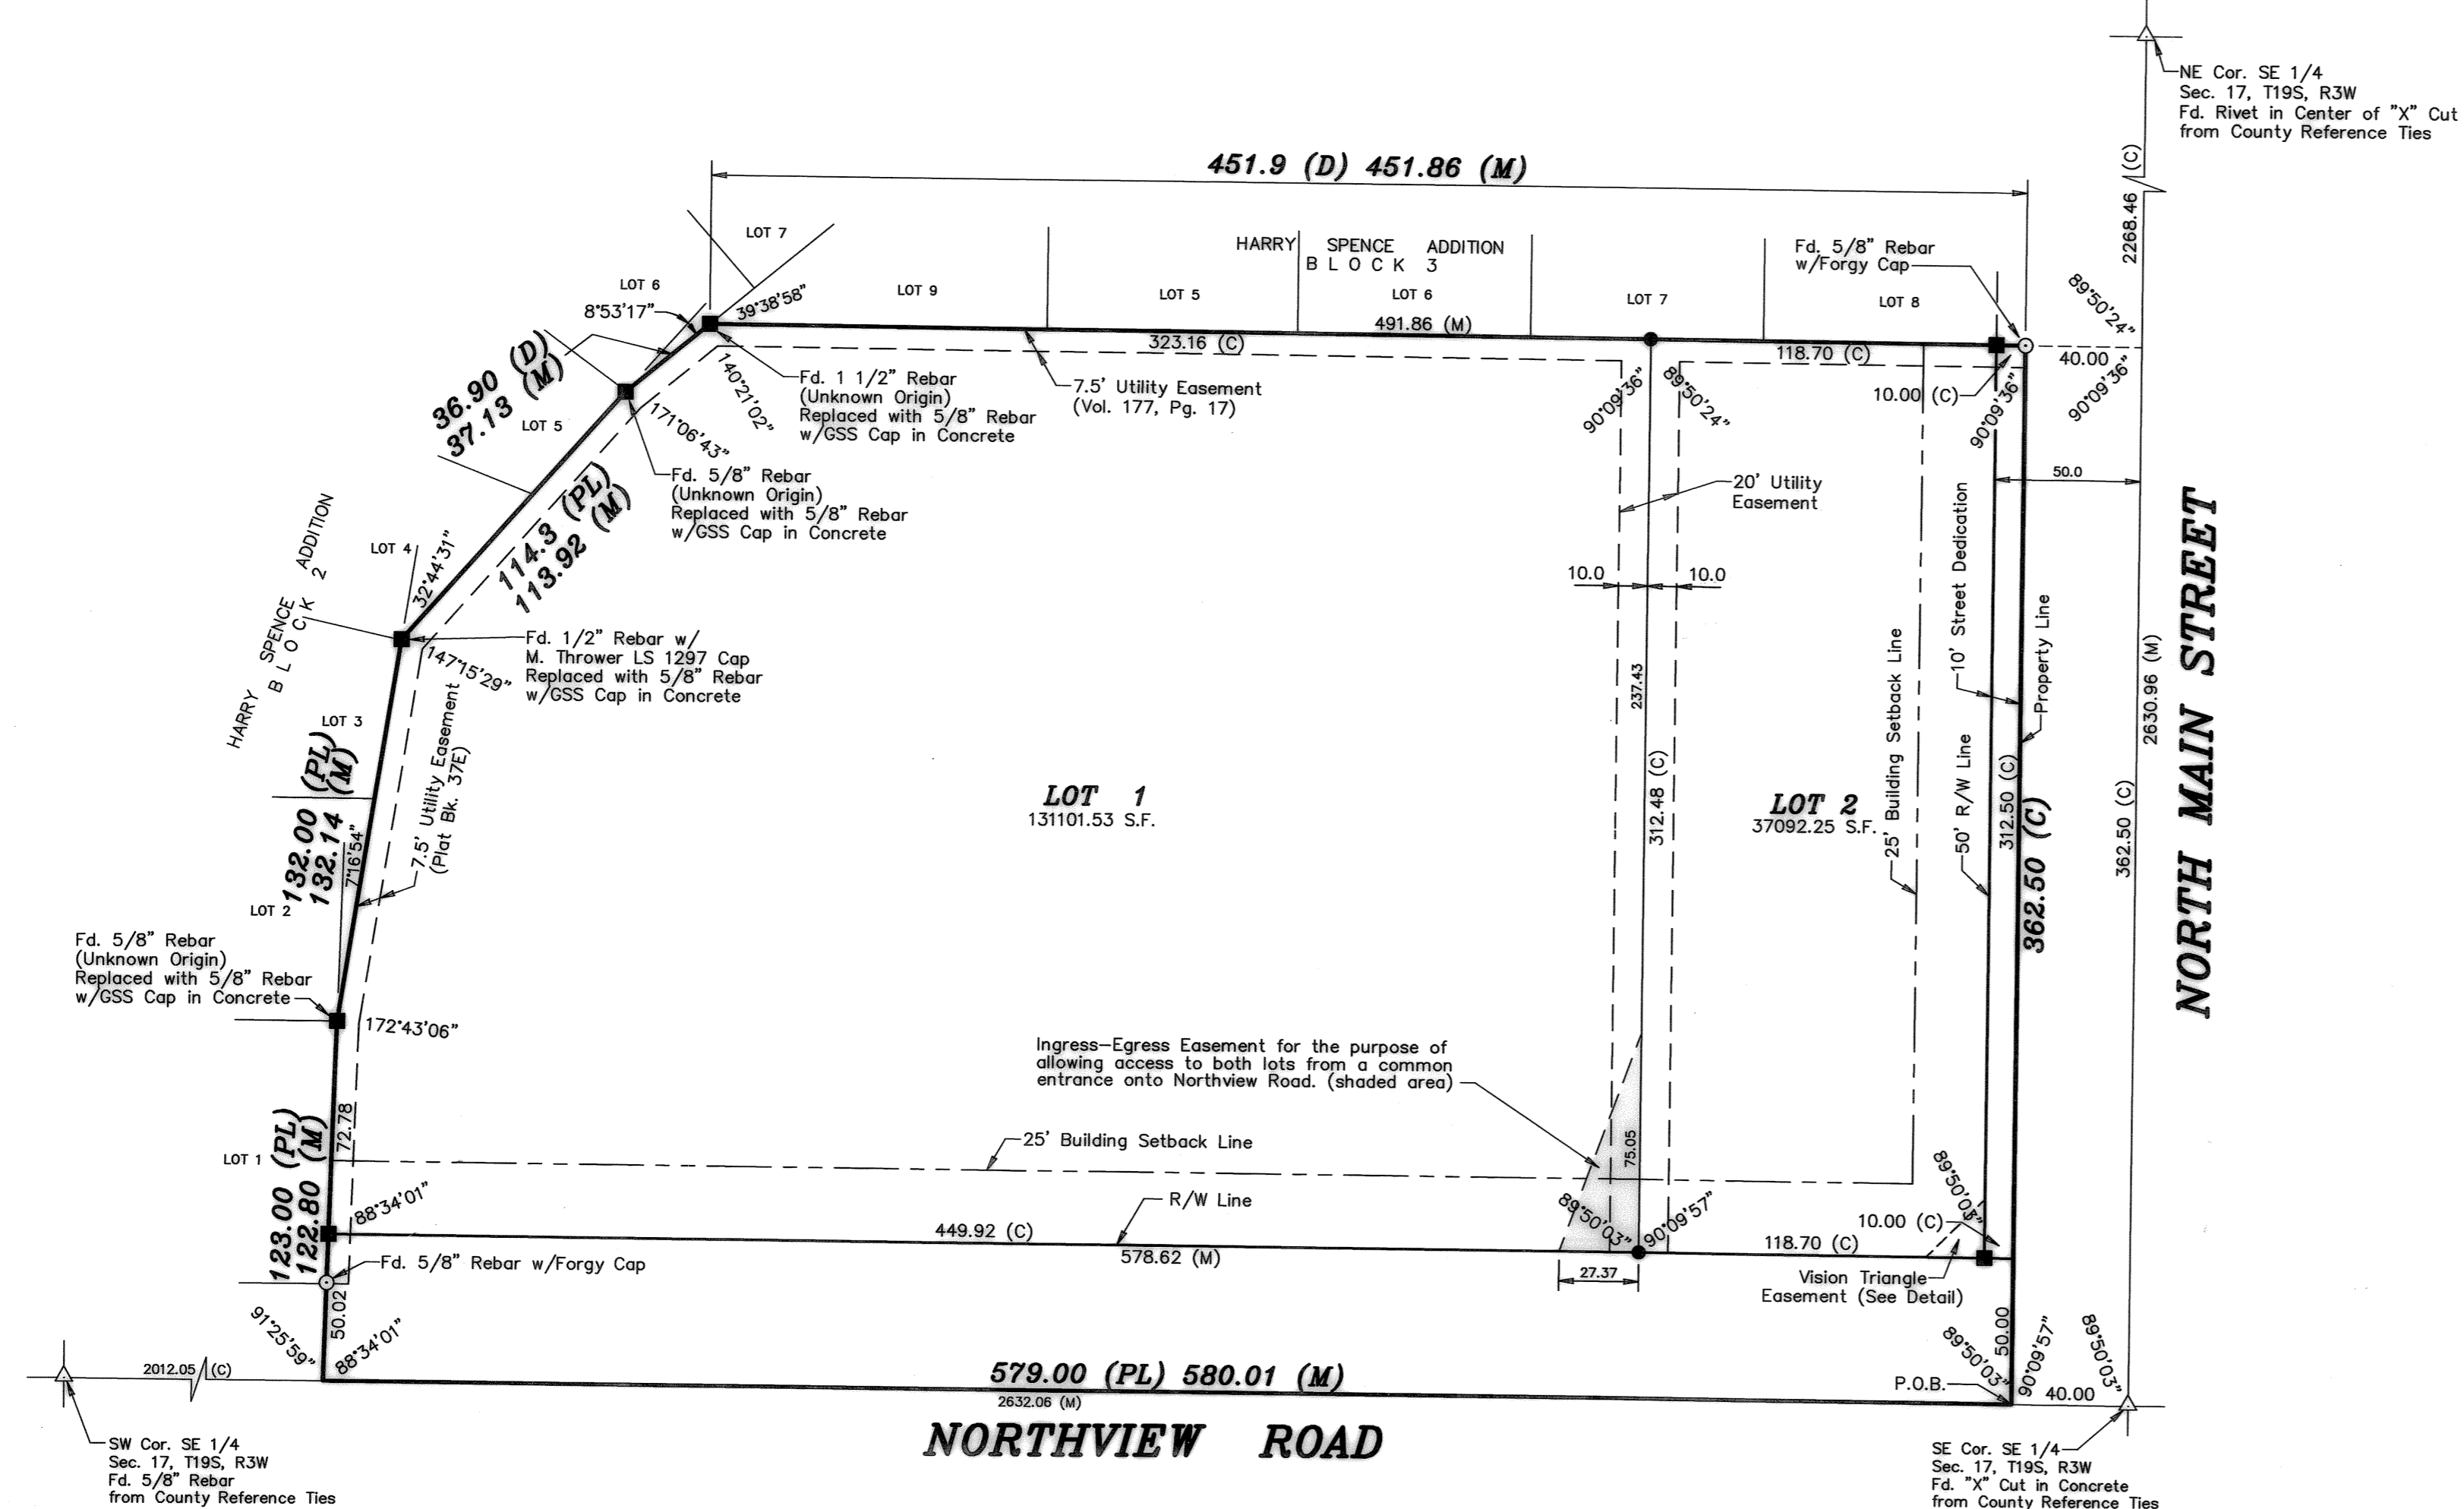 NE Cor. SE 1/4
Sec. 17, T19S, R3W
Fd. Rivet in Center of "X" Cut
from County Reference Ties
2268.46 (C)
451.9 (D) 451.86 (M)
LOT 7
HARRY SPENCE ADDITION
BLOCK 3
Fd. 5/8" Rebar
w/Forgy Cap
LOT 6
8°53'17"
39°38'58"
LOT 9
LOT 5
LOT 6
LOT 7
LOT 8
491.86 (M)
323.16 (C)
118.70 (C)
89°50'24"
40.00
90°09'36"
10.00 (C)
90°09'36"
36.90 (D)
37.13 (M)
LOT 5
140°21'02"
171°06'43"
Fd. 1 1/2" Rebar
(Unknown Origin)
Replaced with 5/8" Rebar
w/GSS Cap in Concrete
7.5' Utility Easement
(Vol. 177, Pg. 17)
90°09'36"
89°50'24"
50.0
Fd. 5/8" Rebar
(Unknown Origin)
Replaced with 5/8" Rebar
w/GSS Cap in Concrete
20' Utility
Easement
114.3 (PL)
113.92 (M)
HARRY SPENCE ADDITION
BLOCK 2
LOT 4
32°44'31"
10.0
10.0
Fd. 1/2" Rebar w/
M. Thrower LS 1297 Cap
Replaced with 5/8" Rebar
w/GSS Cap in Concrete
147°15'29"
237.43
25' Building Setback Line
10' Street Dedication
Property Line
2630.96 (M)
NORTH MAIN STREET
LOT 3
132.00 (PL)
132.14 (M)
7°16'54"
7.5' Utility Easement
(Plat Bk. 37E)
LOT 1
131101.53 S.F.
312.48 (C)
LOT 2
37092.25 S.F.
50' R/W Line
312.50 (C)
362.50 (C)
362.50 (C)
LOT 2
Fd. 5/8" Rebar
(Unknown Origin)
Replaced with 5/8" Rebar
w/GSS Cap in Concrete
172°43'06"
Ingress-Egress Easement for the purpose of
allowing access to both lots from a common
entrance onto Northview Road. (shaded area)
72.78
75.05
LOT 1
123.00 (PL)
122.80 (M)
25' Building Setback Line
88°34'01"
R/W Line
449.92 (C)
578.62 (M)
89°50'03"
90°09'57"
118.70 (C)
89°50'03"
10.00 (C)
27.37
Vision Triangle
Easement (See Detail)
Fd. 5/8" Rebar w/Forgy Cap
50.02
91°25'59"
88°34'01"
50.00
89°50'03"
90°09'57"
89°50'03"
2012.05 (C)
579.00 (PL) 580.01 (M)
2632.06 (M)
P.O.B.
40.00
NORTHVIEW ROAD
SW Cor. SE 1/4
Sec. 17, T19S, R3W
Fd. 5/8" Rebar
from County Reference Ties
SE Cor. SE 1/4
Sec. 17, T19S, R3W
Fd. "X" Cut in Concrete
from County Reference Ties